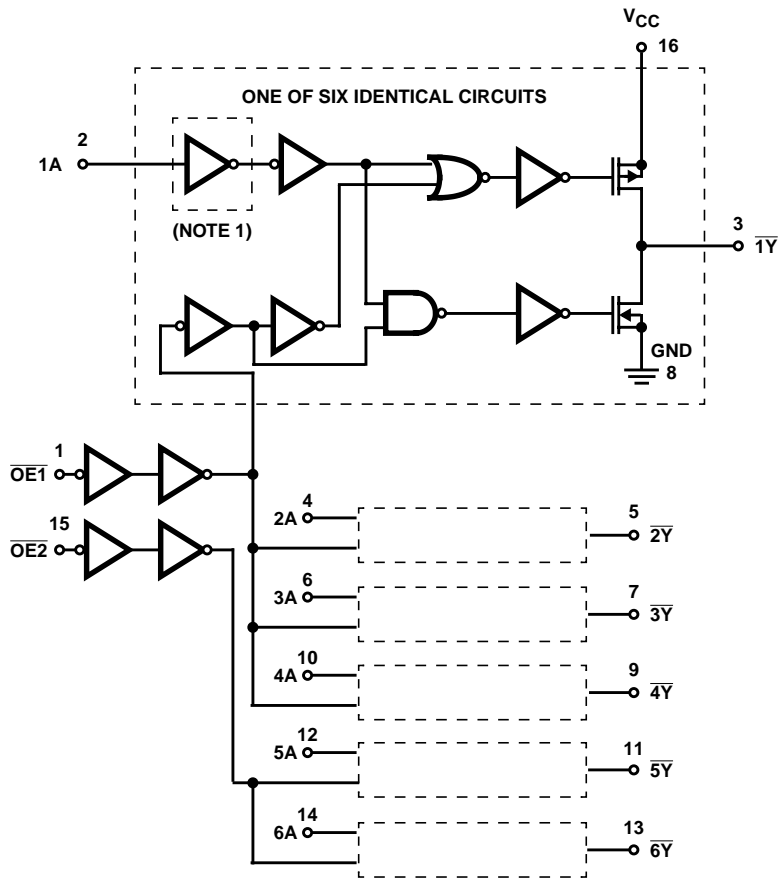 VCC
16
ONE OF SIX IDENTICAL CIRCUITS
2
1A
(NOTE 1)
3
1Y
GND
8
1
OE1
15
OE2
4
2A
5
2Y
6
3A
7
3Y
10
4A
9
4Y
12
5A
11
5Y
14
6A
13
6Y